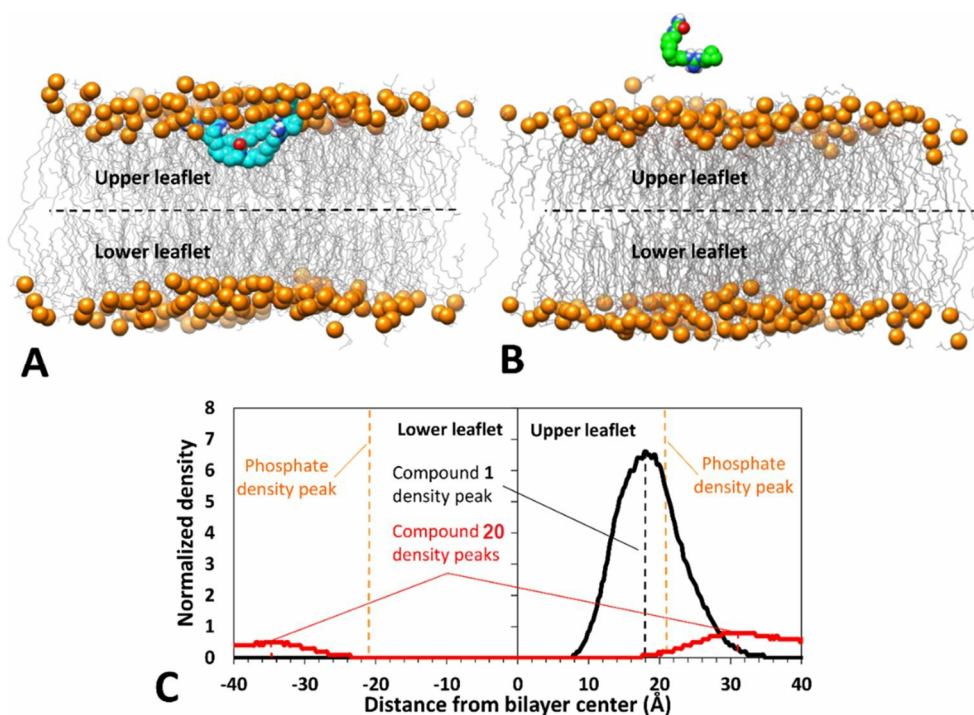 Upper leaflet
Lower leaflet
A
Upper leaflet
Lower leaflet
B
8
7
6
5
4
3
2
1
0
Normalized density
Lower leaflet
Upper leaflet
Phosphate
density peak
Compound 1
density peak
Compound 20
density peaks
Phosphate
density peak
-40 -30 -20 -10 0 10 20 30 40
Distance from bilayer center (Å)
C